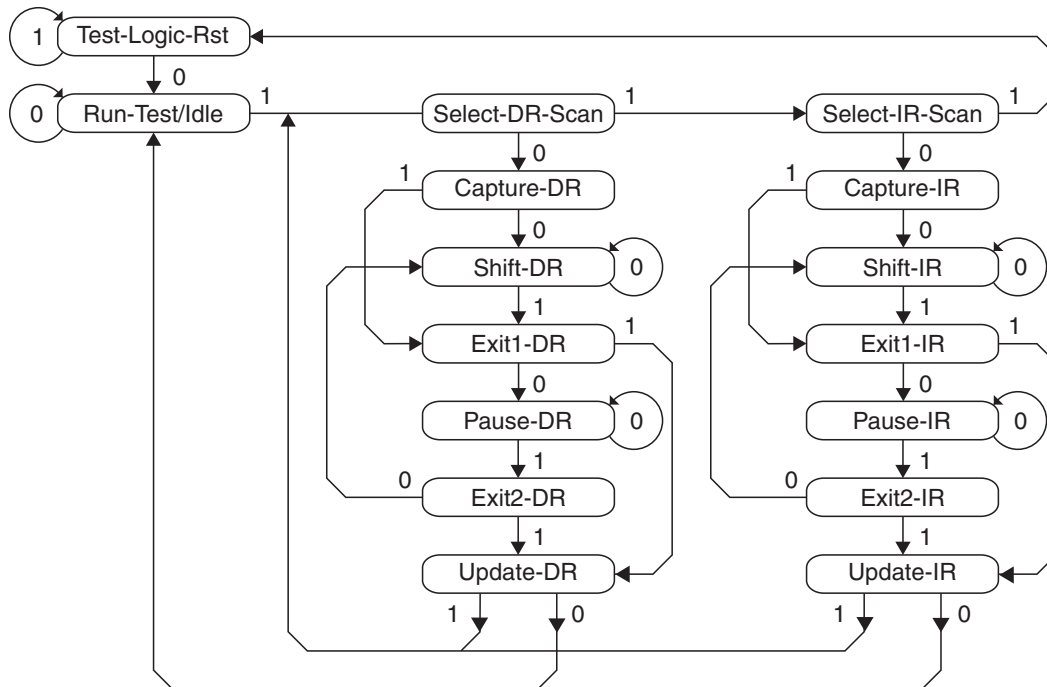 1 Test-Logic-Rst
0
0 Run-Test/Idle 1 Select-DR-Scan 1 Select-IR-Scan 1
0 0
1 Capture-DR 1 Capture-IR
0 0
Shift-DR 0 Shift-IR 0
1 1
Exit1-DR 1 Exit1-IR 1
0 0
Pause-DR 0 Pause-IR 0
1 1
0 Exit2-DR 0 Exit2-IR
1 1
Update-DR Update-IR
1 0 1 0